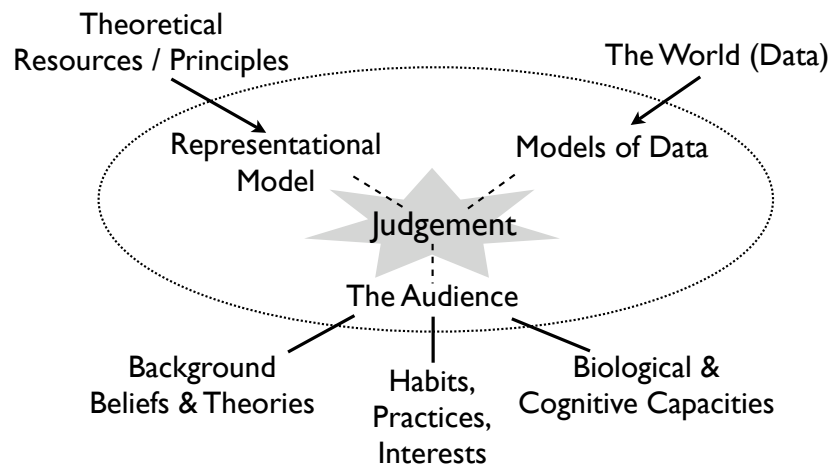 Theoretical
Resources / Principles
The World (Data)
Representational
Model
Models of Data
Judgement
The Audience
Background
Beliefs & Theories
Habits,
Practices,
Interests
Biological &
Cognitive Capacities